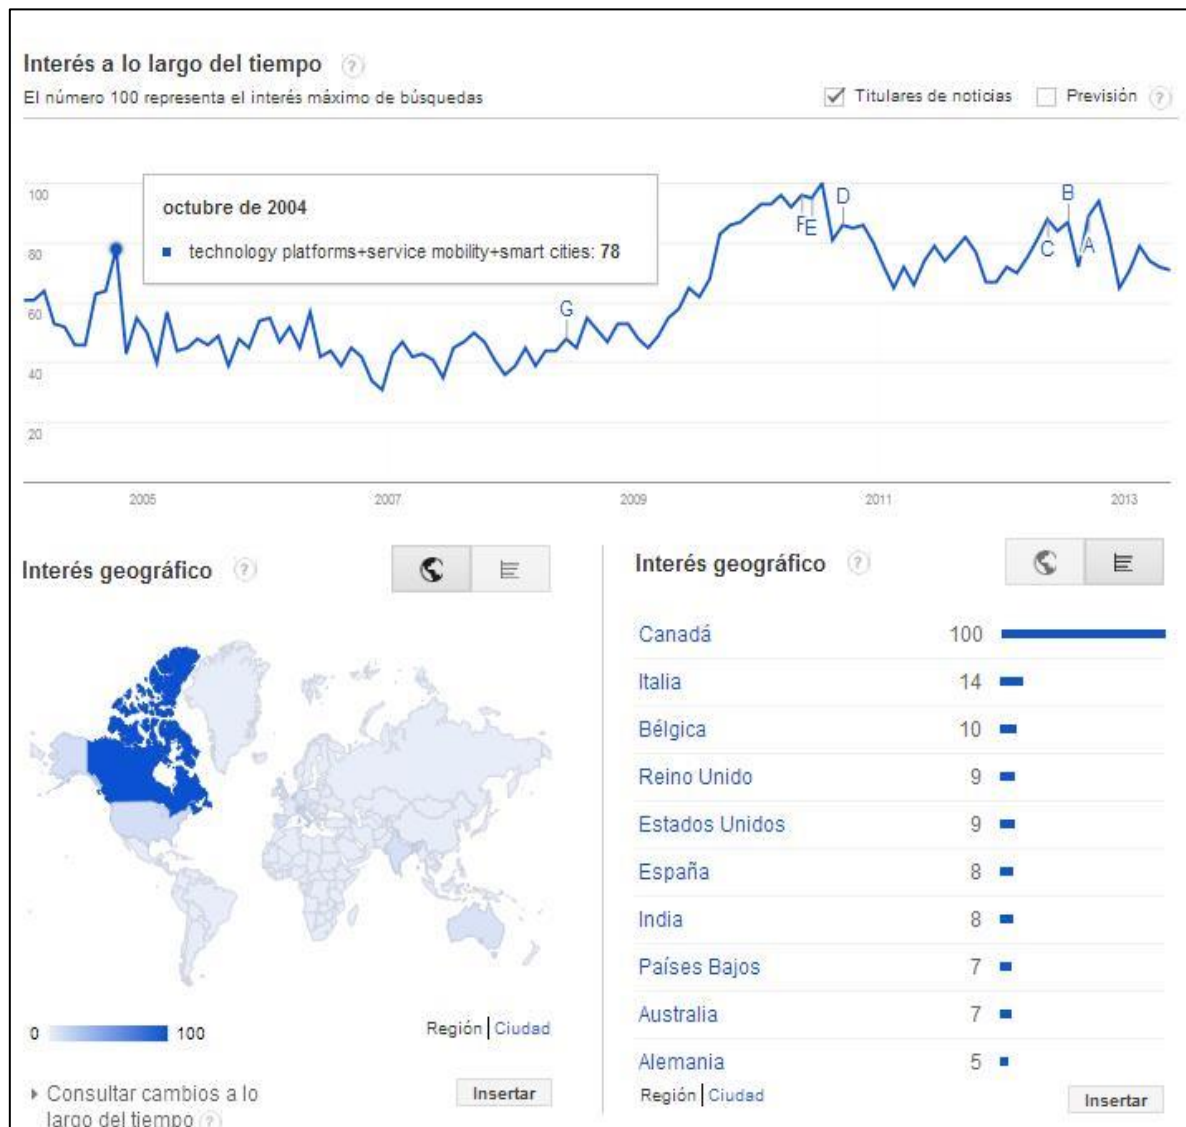 Interés a lo largo del tiempo ?
El número 100 representa el interés máximo de búsquedas
Titulares de noticias Previsión ?
100
80
60
40
20
octubre de 2004
technology platforms+service mobility+smart cities: 78
G
F
E
D
C
B
A
2005 2007 2009 2011 2013
Interés geográfico ?
0 100
Región Ciudad
Consultar cambios a lo
largo del tiempo ?
Insertar
Interés geográfico ?
Canadá 100
Italia 14
Bélgica 10
Reino Unido 9
Estados Unidos 9
España 8
India 8
Países Bajos 7
Australia 7
Alemania 5
Región Ciudad
Insertar